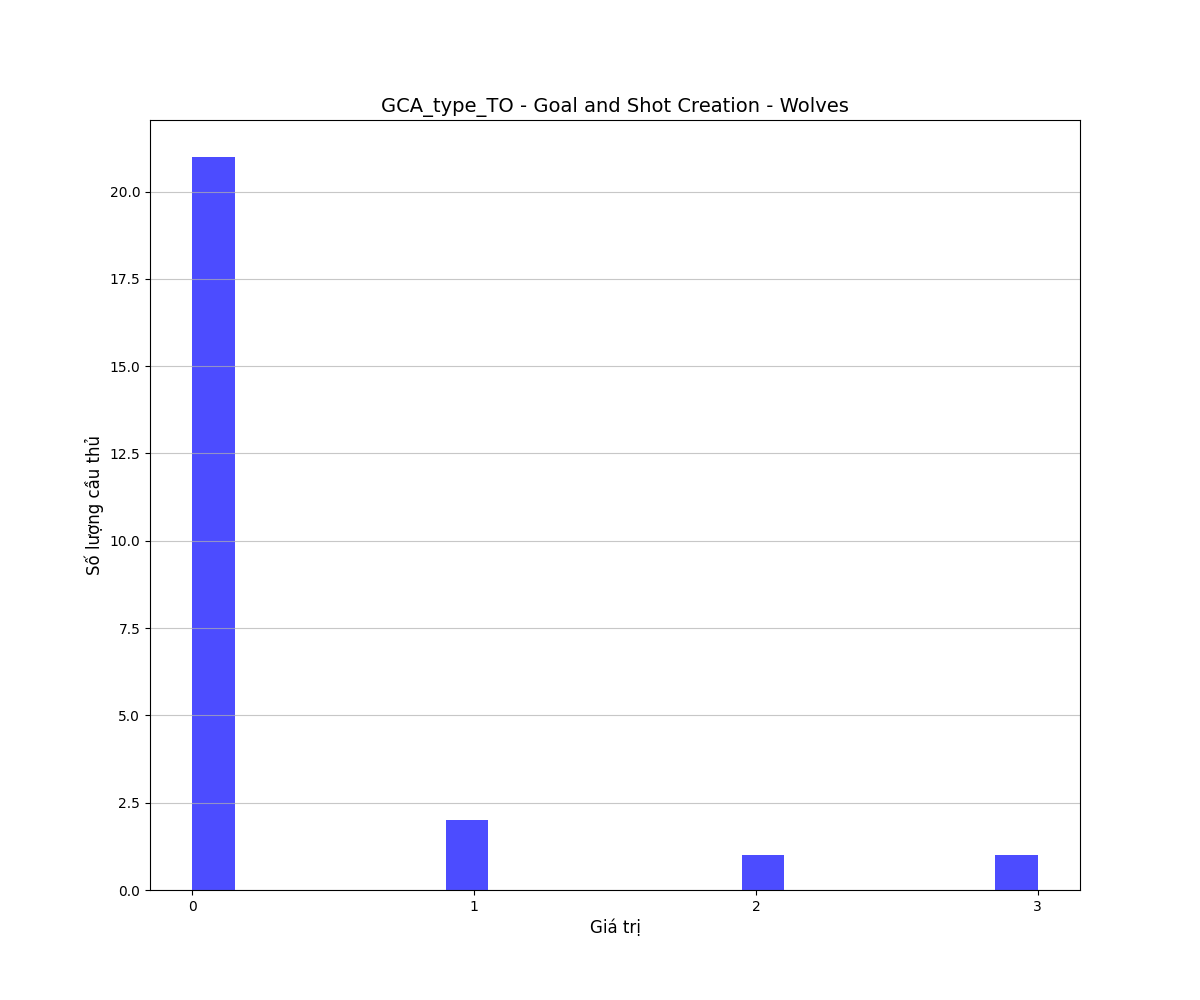 GCA_type_TO - Goal and Shot Creation - Wolves
Số lượng cầu thủ
20.0
17.5
15.0
12.5
10.0
7.5
5.0
2.5
0.0
0 1 2 3
Giá trị